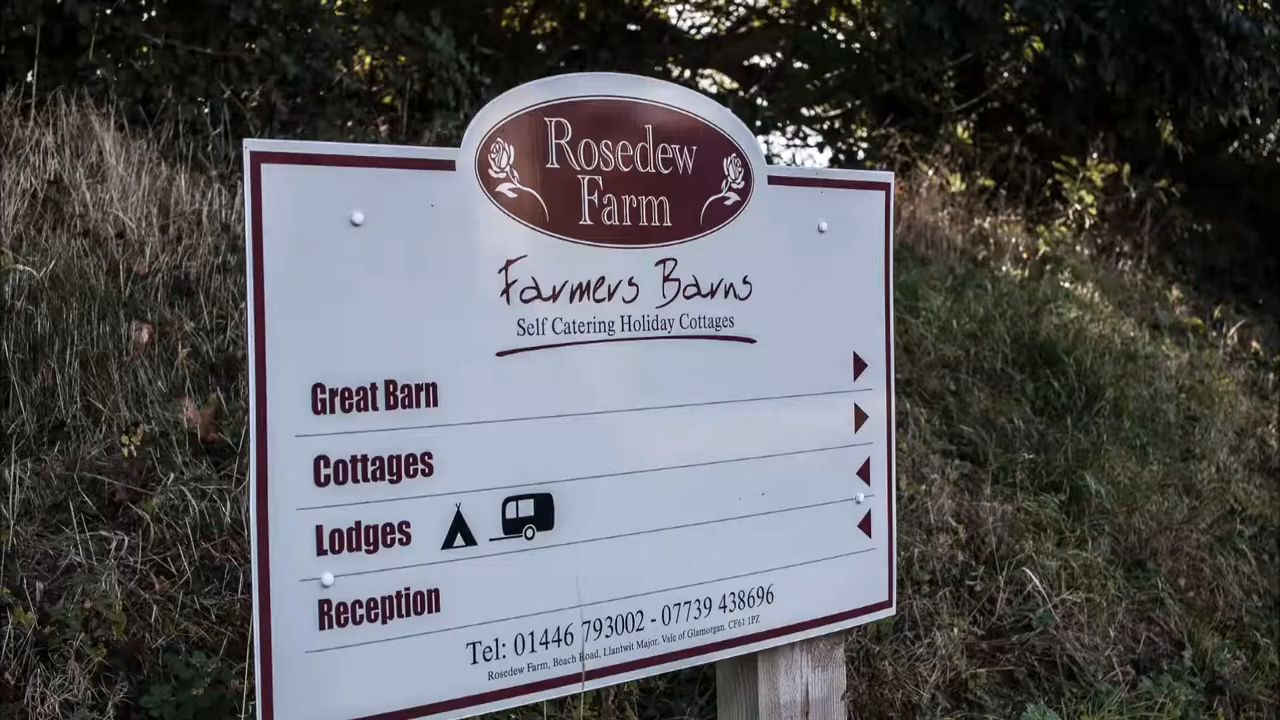 Rosedew
Farm
Farmers Barns
Self Catering Holiday Cottages
Great Barn
Cottages
Lodges
Reception
Tel: 01446 793002 - 07739 438696
Rosedew Farm, Beach Road, Llantwit Major, Vale of Glamorgan. CF61 1PZ